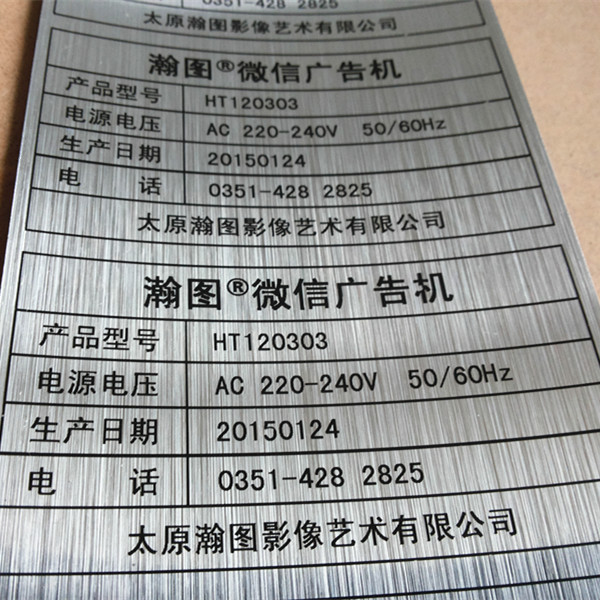 0351-428 2825
太原瀚图影像艺术有限公司
瀚图®微信广告机
产品型号 HT120303
电源电压 AC 220-240V 50/60Hz
生产日期 20150124
电 话 0351-428 2825
太原瀚图影像艺术有限公司
瀚图®微信广告机
产品型号 HT120303
电源电压 AC 220-240V 50/60Hz
生产日期 20150124
电 话 0351-428 2825
太原瀚图影像艺术有限公司